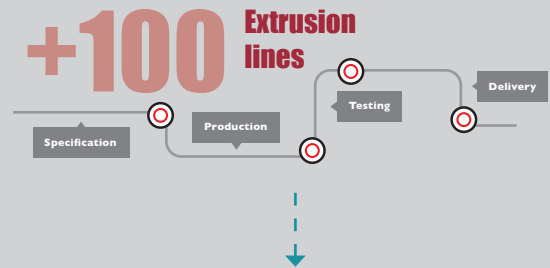 +100
Extrusion
lines
Specification
Production
Testing
Delivery